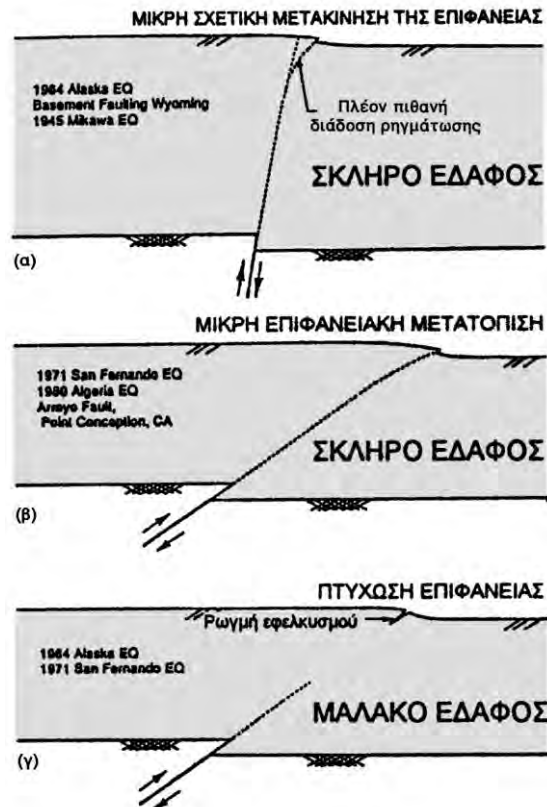 ΜΙΚΡΗ ΣΧΕΤΙΚΗ ΜΕΤΑΚΙΝΗΣΗ ΤΗΣ ΕΠΙΦΑΝΕΙΑΣ
1964 Alaska EQ
Basement Faulting Wyoming
1945 Mikawa EQ
Πλέον πιθανή
διάδοση ρηγμάτωσης
ΣΚΛΗΡΟ ΕΔΑΦΟΣ
(α)
ΜΙΚΡΗ ΕΠΙΦΑΝΕΙΑΚΗ ΜΕΤΑΤΟΠΙΣΗ
1971 San Fernando EQ
1980 Algeria EQ
Arroyo Fault,
Point Conception, CA
ΣΚΛΗΡΟ ΕΔΑΦΟΣ
(β)
ΠΤΥΧΩΣΗ ΕΠΙΦΑΝΕΙΑΣ
Ρωγμή εφελκυσμού
1964 Alaska EQ
1971 San Fernando EQ
ΜΑΛΑΚΟ ΕΔΑΦΟΣ
(γ)